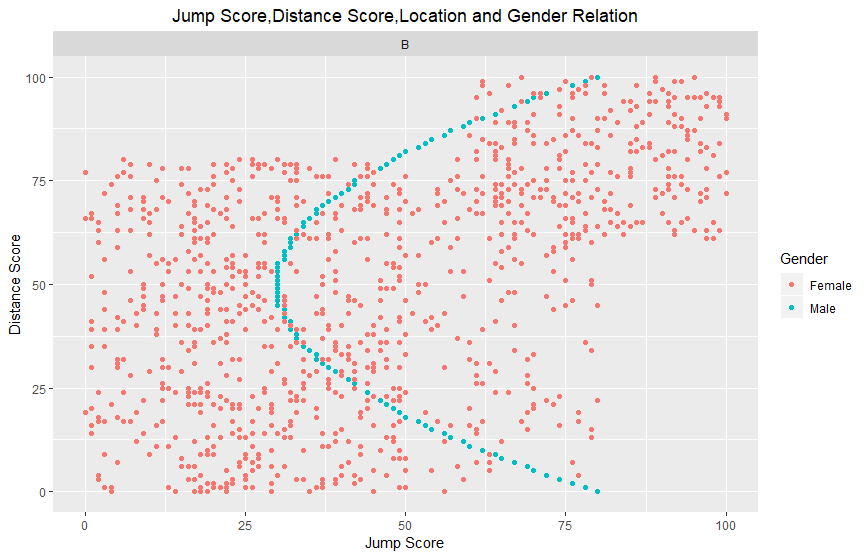 Jump Score,Distance Score,Location and Gender Relation
B
100
75
50
25
0
Distance Score
0
25
50
75
100
Jump Score
Gender
Female
Male